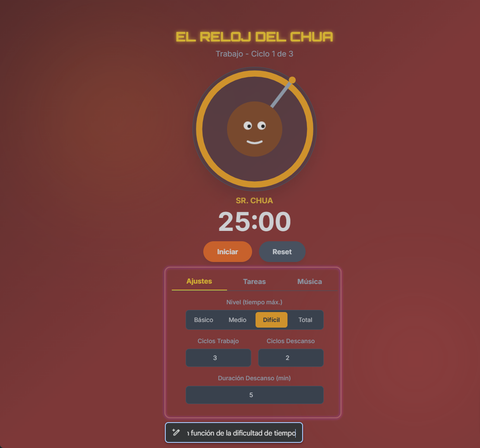 EL RELOJ DEL CHUA
Trabajo - Ciclo 1 de 3
SR. CHUA
25:00
Iniciar Reset
Ajustes Tareas Música
Nivel (tiempo máx.)
Básico Medio Difícil Total
Ciclos Trabajo Ciclos Descanso
3 2
Duración Descanso (min)
5
función de la dificultad de tiempo